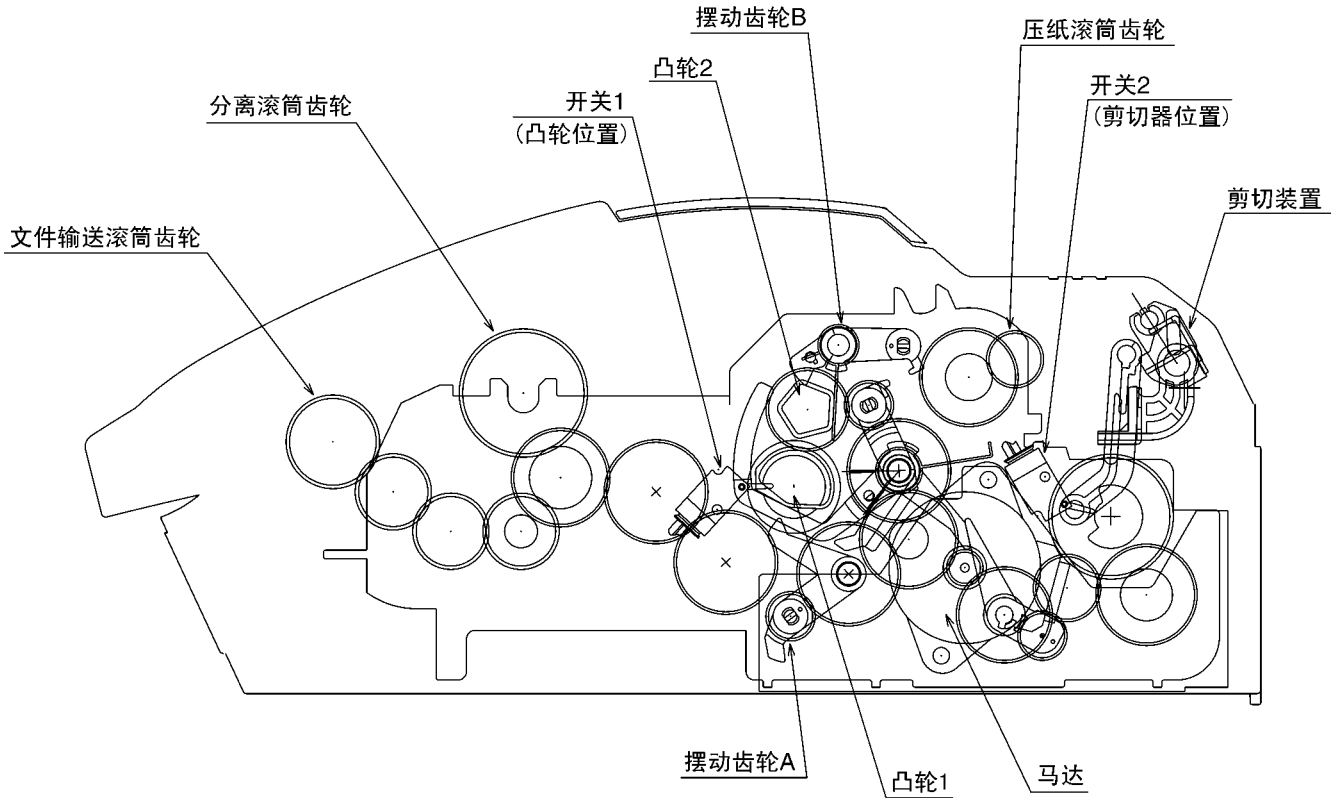 摆动齿轮B
压纸滚筒齿轮
凸轮2
开关2
(剪切器位置)
分离滚筒齿轮
开关1
(凸轮位置)
剪切装置
文件输送滚筒齿轮
摆动齿轮A
凸轮1
马达